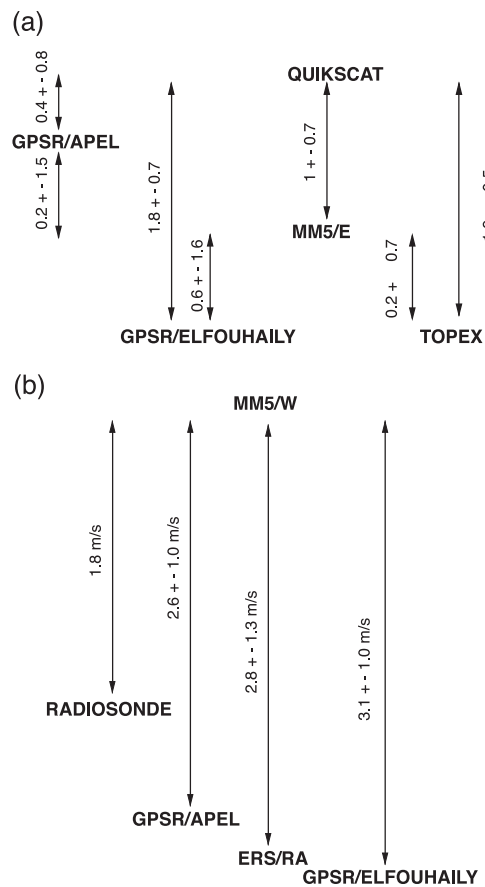 (a)
QUIKSCAT
0.4 + - 0.8
GPSR/APEL
0.2 + - 1.5
1.8 + - 0.7
1 + - 0.7
MM5/E
0.6 + - 1.6
0.2 + 0.7
GPSR/ELFOUHAILY
TOPEX
(b)
MM5/W
1.8 m/s
2.6 + - 1.0 m/s
2.8 + - 1.3 m/s
3.1 + - 1.0 m/s
RADIOSONDE
GPSR/APEL
ERS/RA
GPSR/ELFOUHAILY